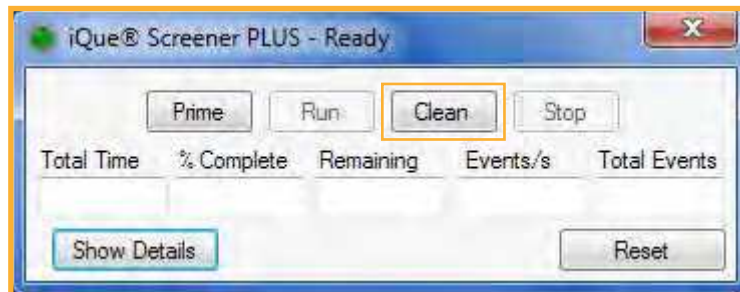 iQue® Screener PLUS - Ready
Prime Run Clean Stop
Total Time % Complete Remaining Events/s Total Events
Show Details Reset